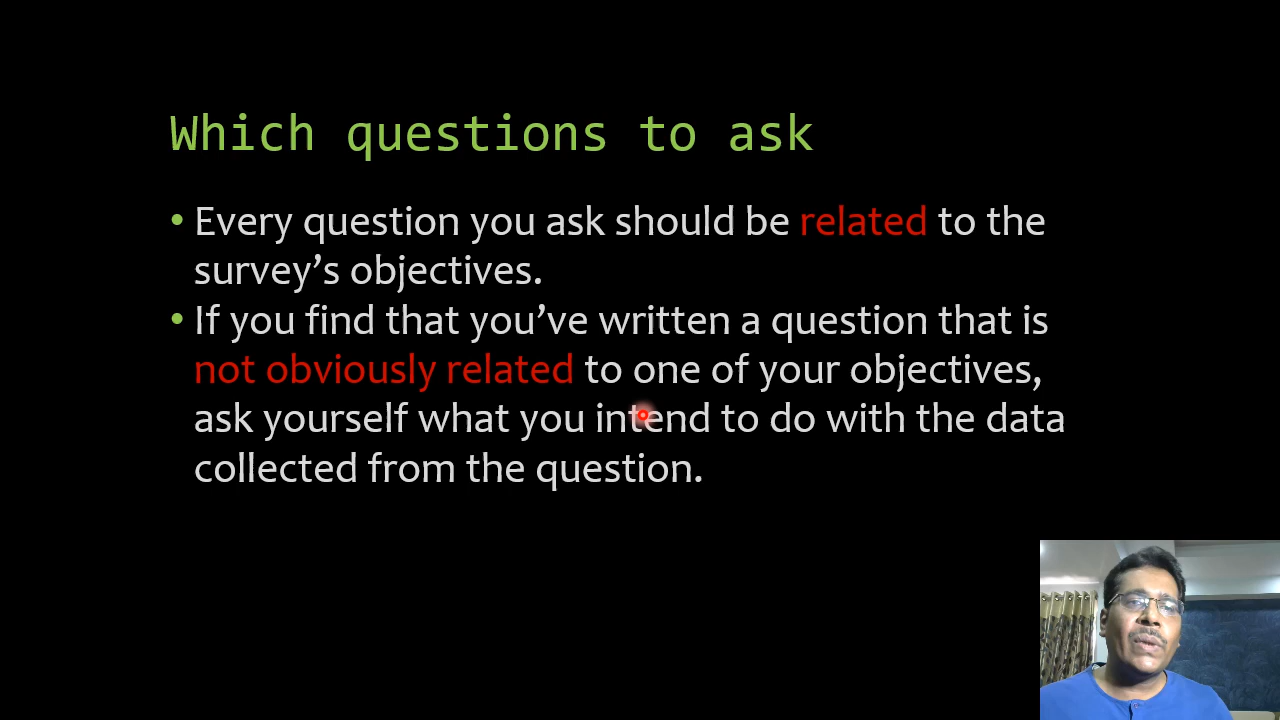 Which questions to ask
• Every question you ask should be related to the
survey’s objectives.
• If you find that you’ve written a question that is
not obviously related to one of your objectives,
ask yourself what you intend to do with the data
collected from the question.